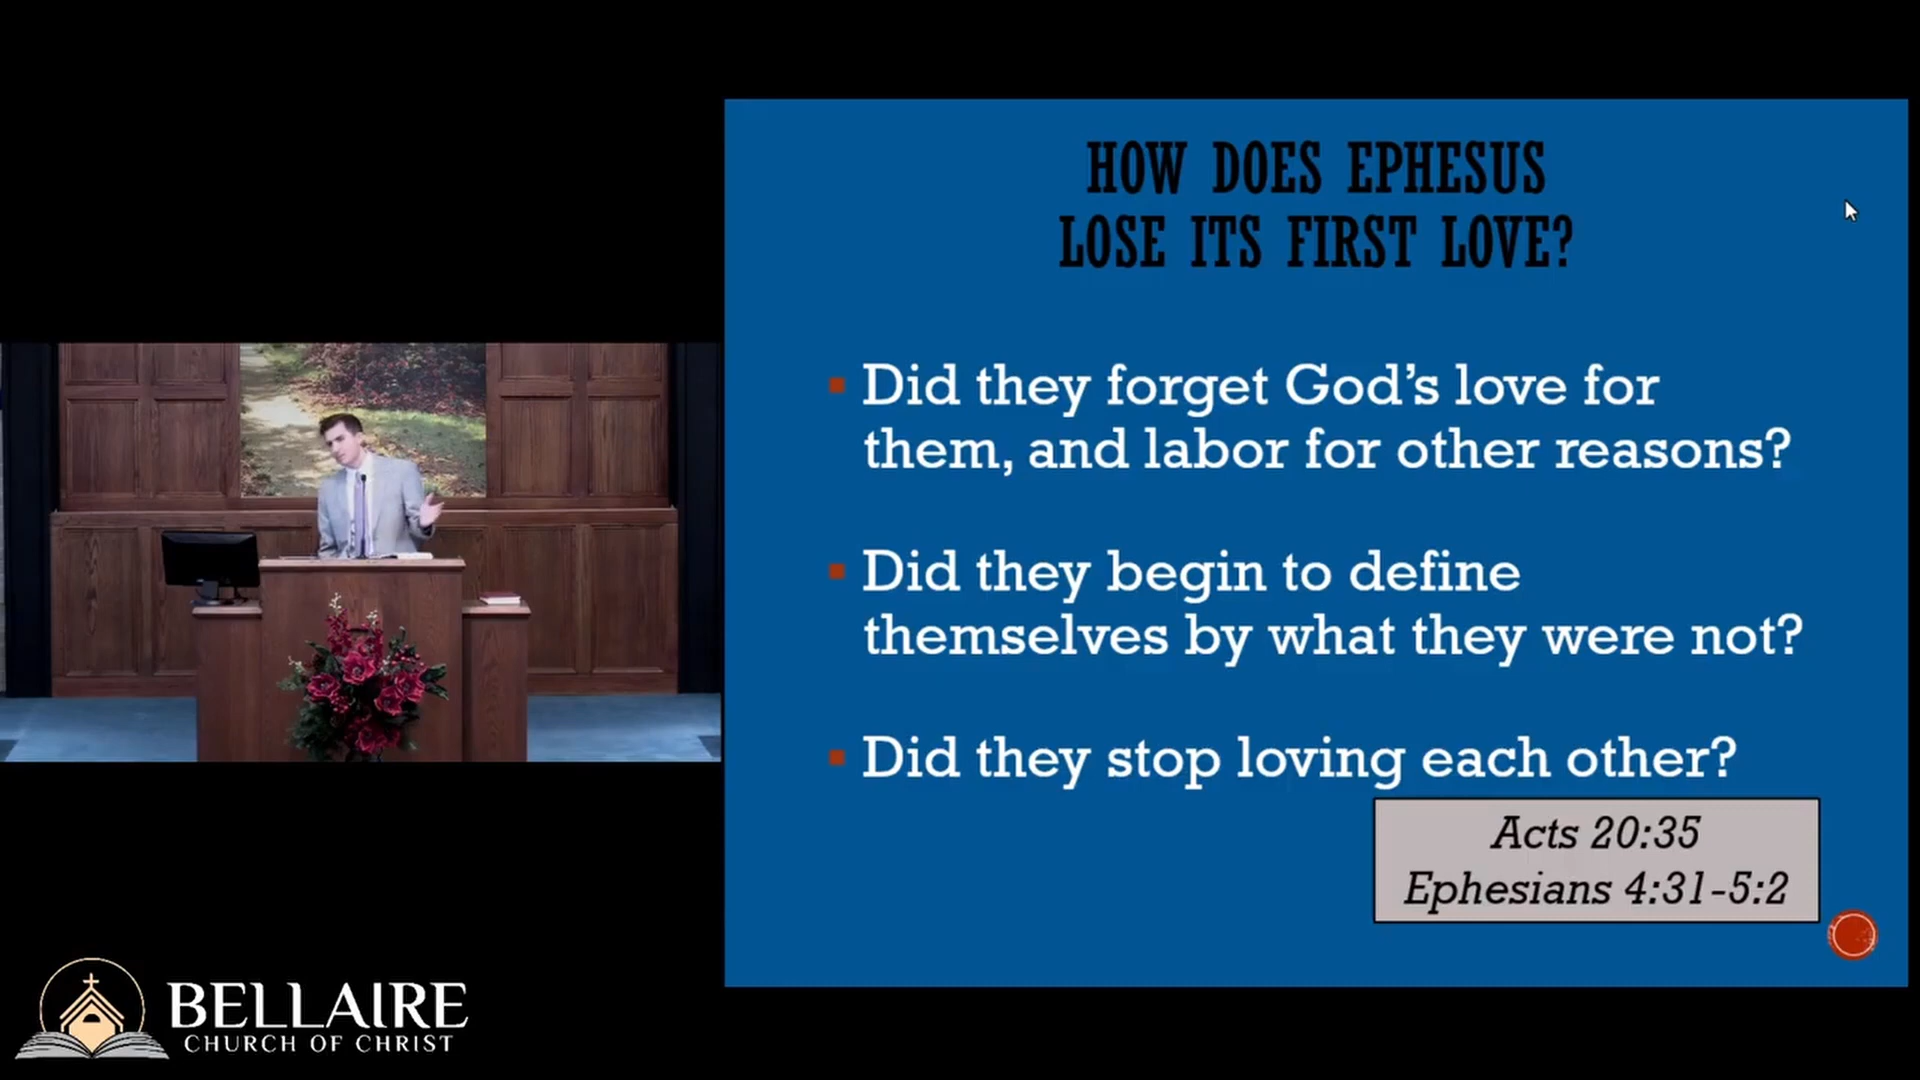 HOW DOES EPHESUS
LOSE ITS FIRST LOVE?
Did they forget God's love for
them, and labor for other reasons?
Did they begin to define
themselves by what they were not?
Did they stop loving each other?
Acts 20:35
Ephesians 4:31-5:2
BELLAIRE
CHURCH OF CHRIST